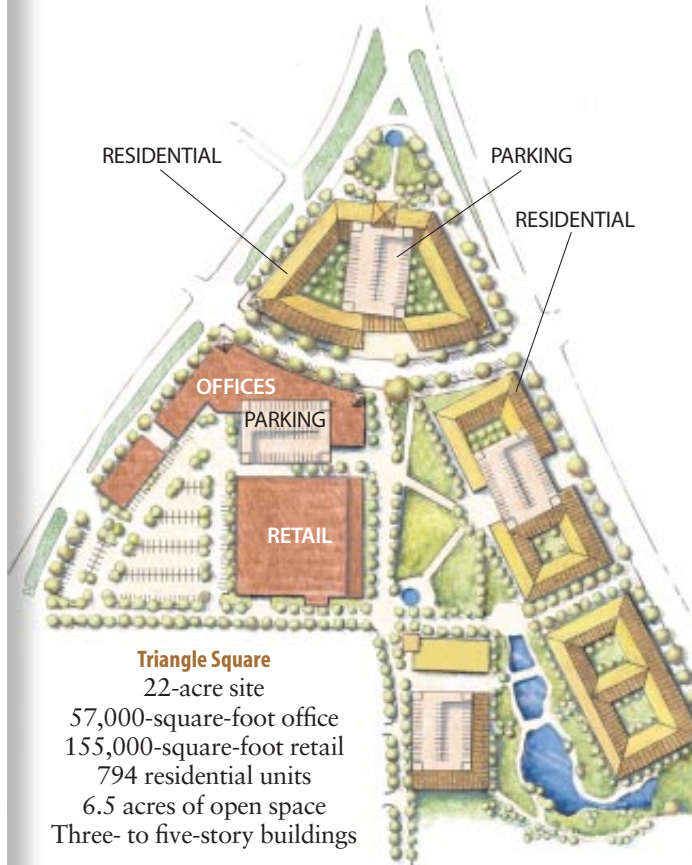 RESIDENTIAL
PARKING
RESIDENTIAL
OFFICES
PARKING
RETAIL
Triangle Square
22-acre site
57,000-square-foot office
155,000-square-foot retail
794 residential units
6.5 acres of open space
Three- to five-story buildings